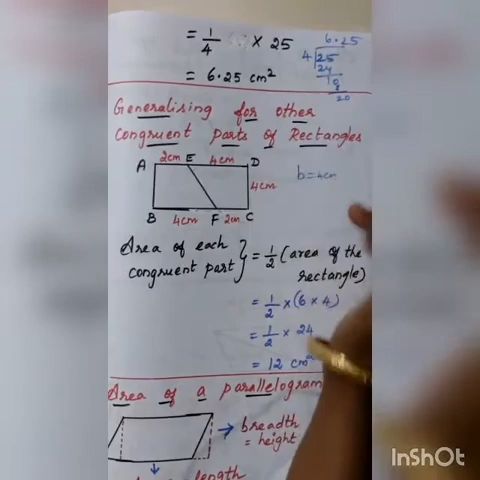 = 1/4 × 25
6.25
4 25
24
20
= 6.25 cm²
Generalising for other
Congruent parts of Rectangles
A 2cm E 4cm D
4cm
b = 4cm
B 4cm F 2cm C
Area of each
congruent part } = 1/2 (area of the
rectangle)
= 1/2 × (6 × 4)
= 1/2 × 24
= 12 cm²
Area of a parallelogram
→ breadth
= height
length
InShOt